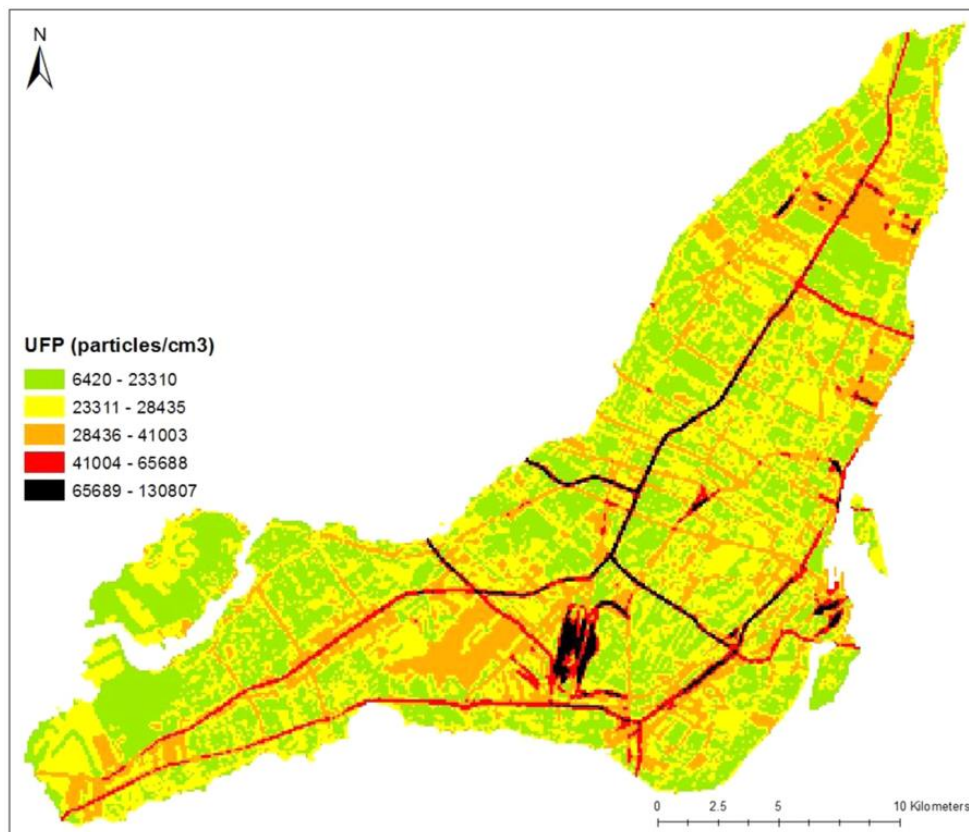 N
UFP (particles/cm3)
6420 - 23310
23311 - 28435
28436 - 41003
41004 - 65688
65689 - 130807
0 2.5 5 10 Kilometers